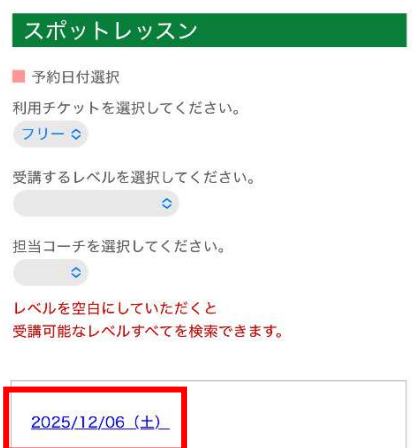 スポットレッスン
予約日付選択
利用チケットを選択してください。
フリー
受講するレベルを選択してください。
担当コーチを選択してください。
レベルを空白にしていただくと
受講可能なレベルすべてを検索できます。
2025/12/06（土）